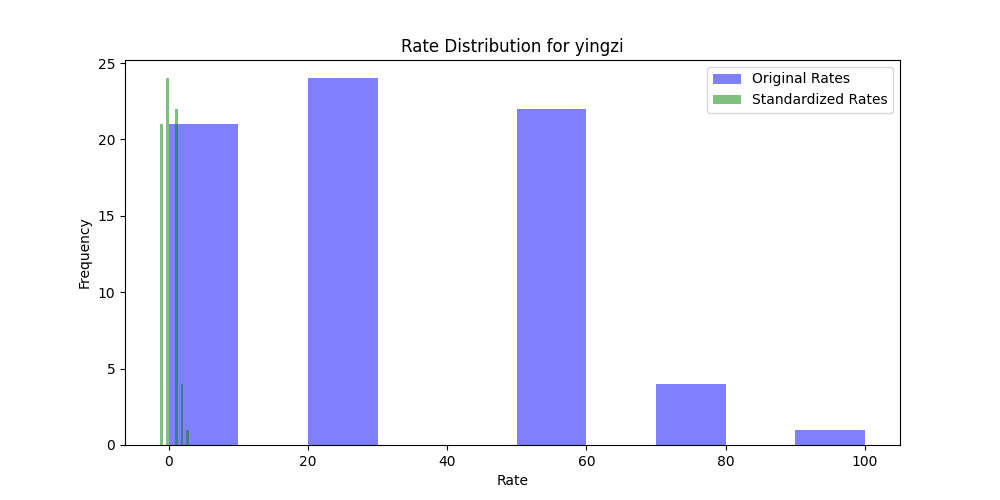 Rate Distribution for yingzi
Original Rates
Standardized Rates
25
20
15
10
5
0
Frequency
0 20 40 60 80 100
Rate